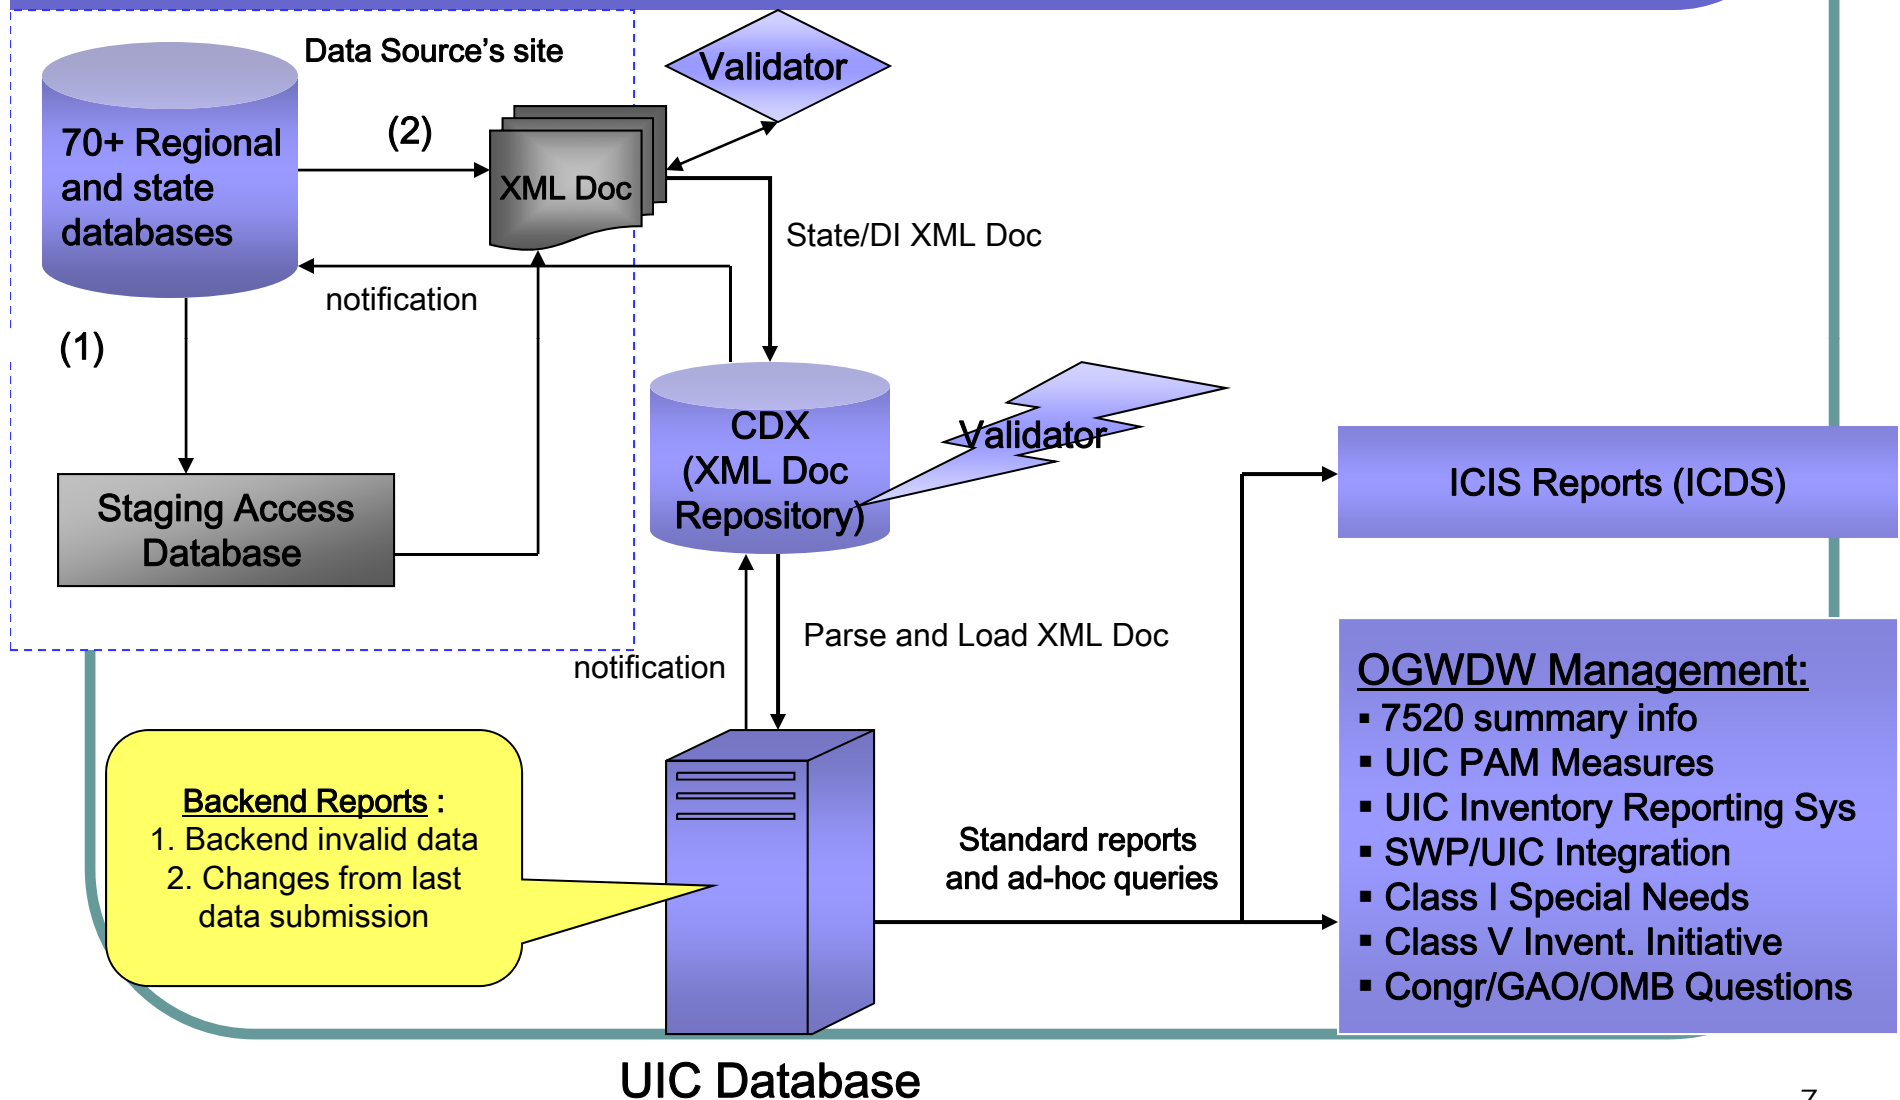 Data Source's site
Validator
(2)
70+ Regional
and state
databases
XML Doc
State/DI XML Doc
notification
(1)
CDX
(XML Doc
Repository)
Validator
ICIS Reports (ICDS)
Staging Access
Database
Parse and Load XML Doc
notification
OGWDW Management:
▪ 7520 summary info
▪ UIC PAM Measures
▪ UIC Inventory Reporting Sys
▪ SWP/UIC Integration
▪ Class I Special Needs
▪ Class V Invent. Initiative
▪ Congr/GAO/OMB Questions
Backend Reports :
1. Backend invalid data
2. Changes from last
data submission
Standard reports
and ad-hoc queries
UIC Database
7